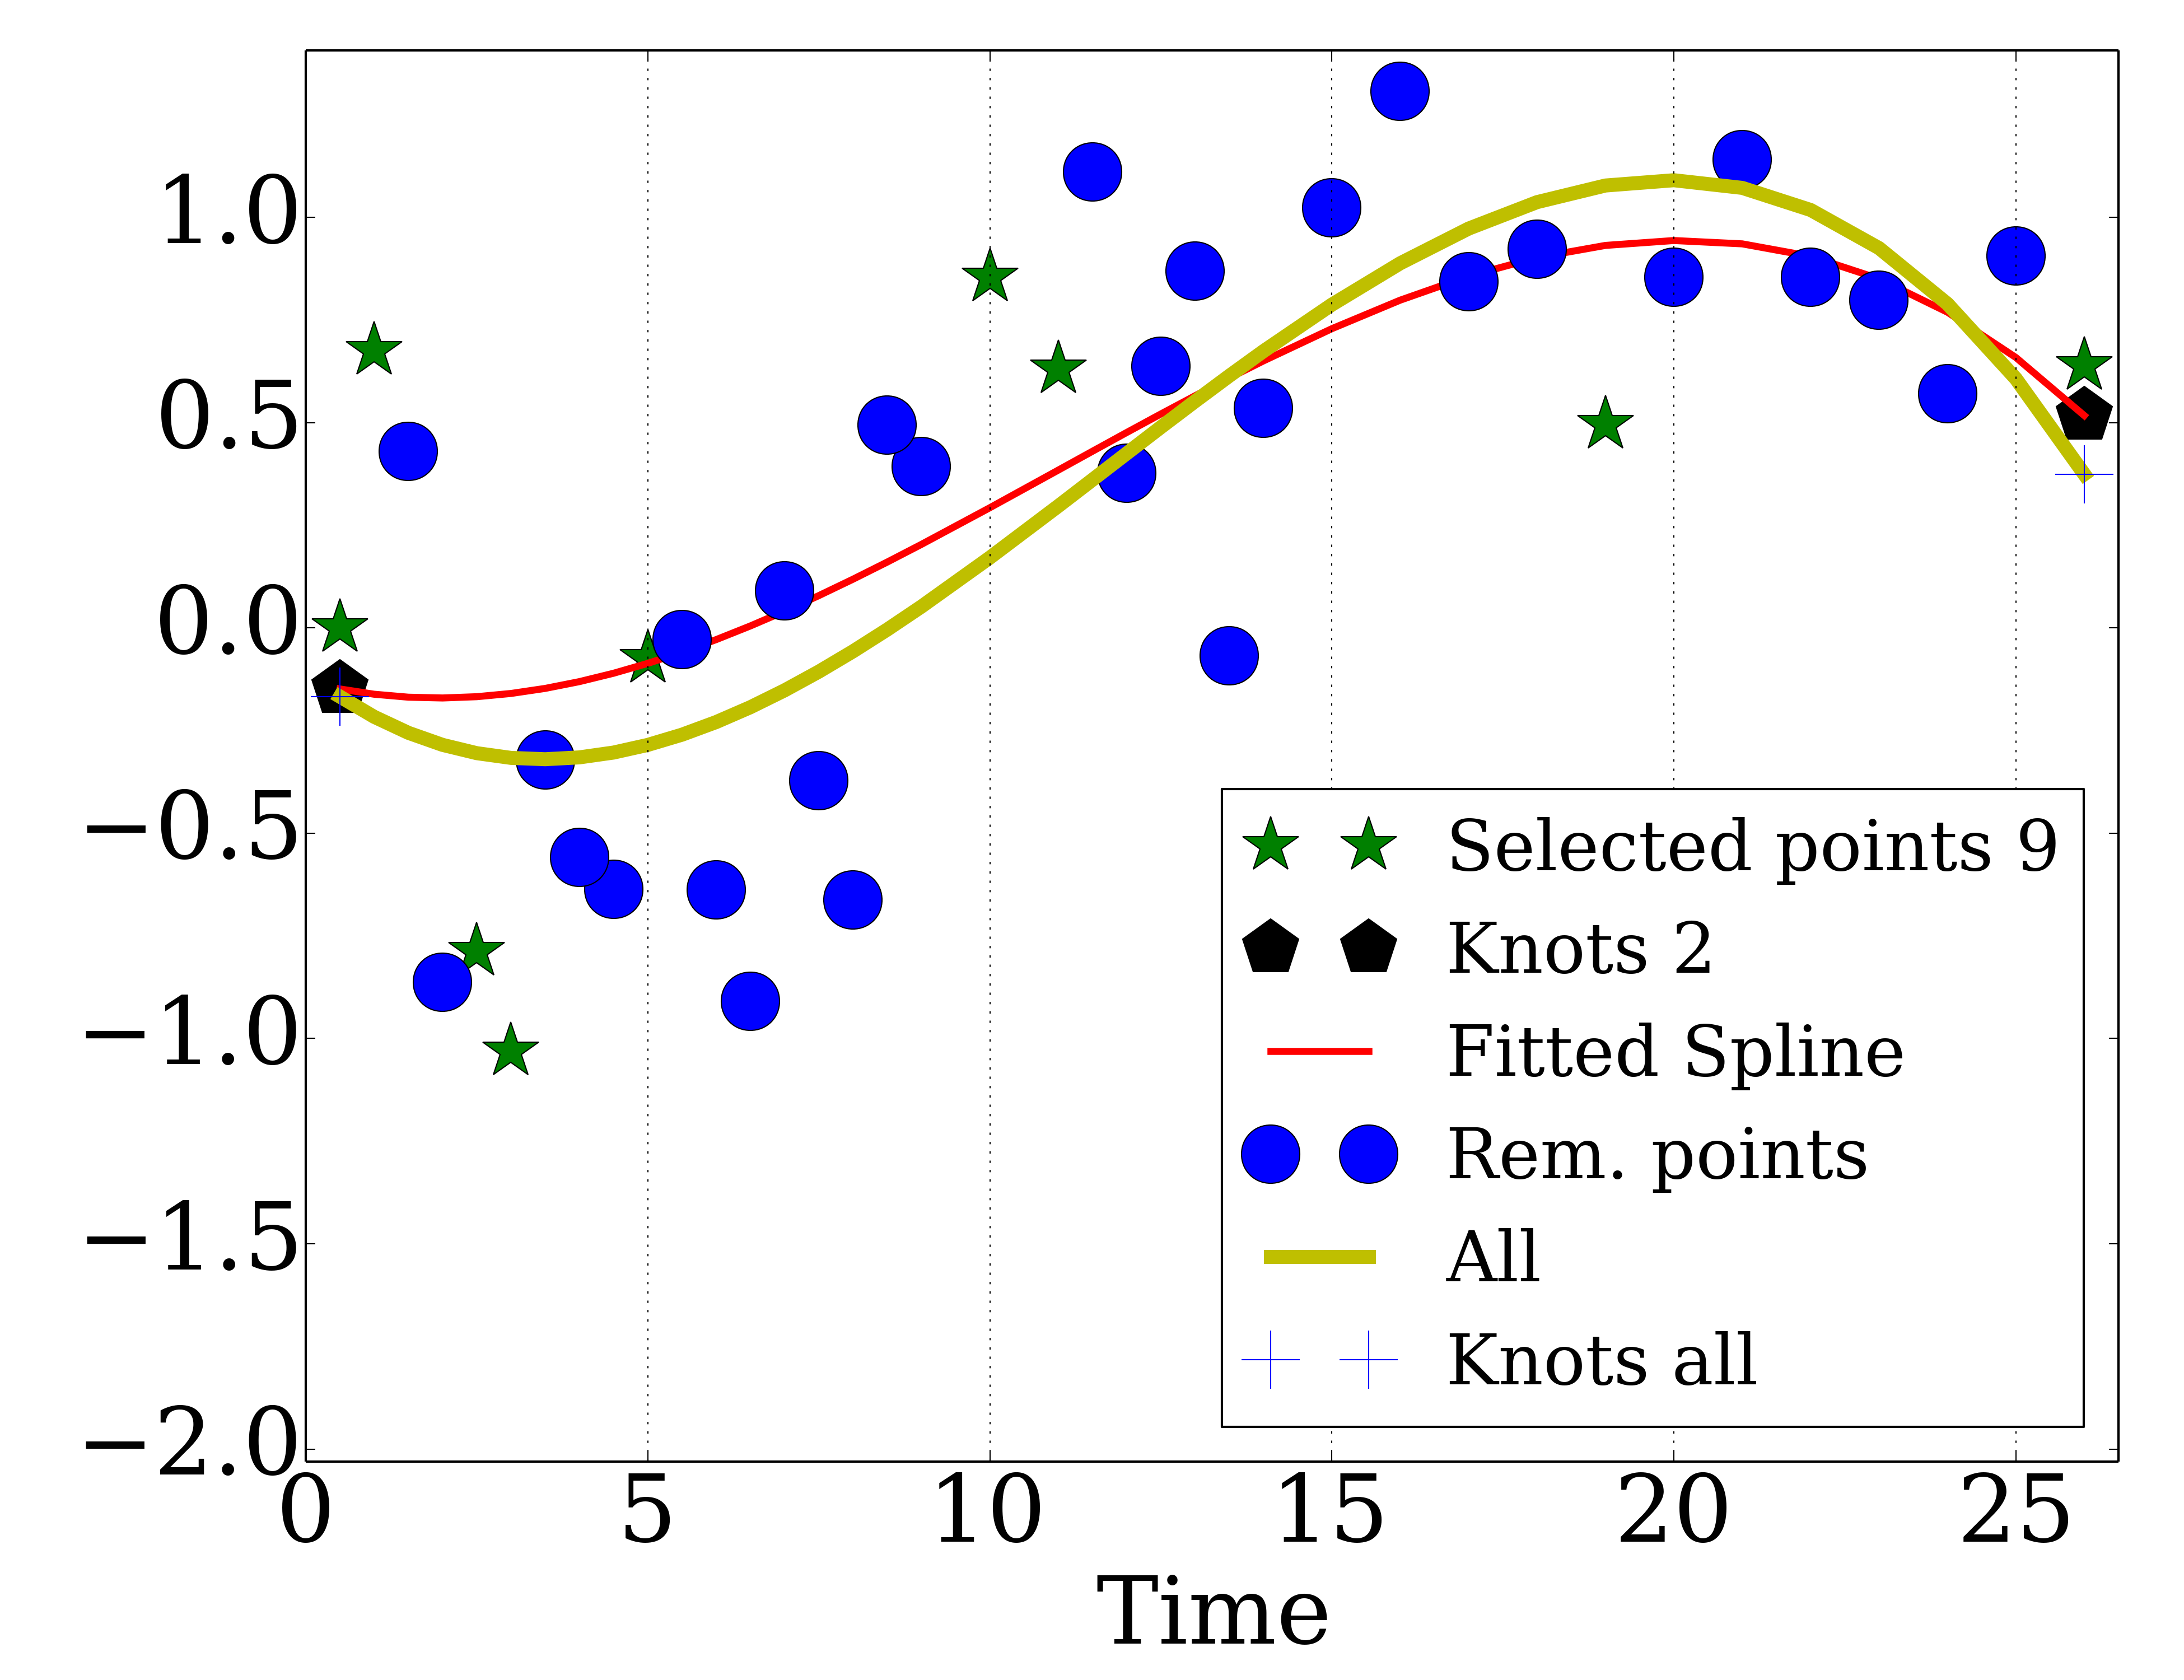 1.0
0.5
0.0
−0.5
−1.0
−1.5
−2.0
0 5 10 15 20 25
Time
Selected points 9
Knots 2
Fitted Spline
Rem. points
All
Knots all